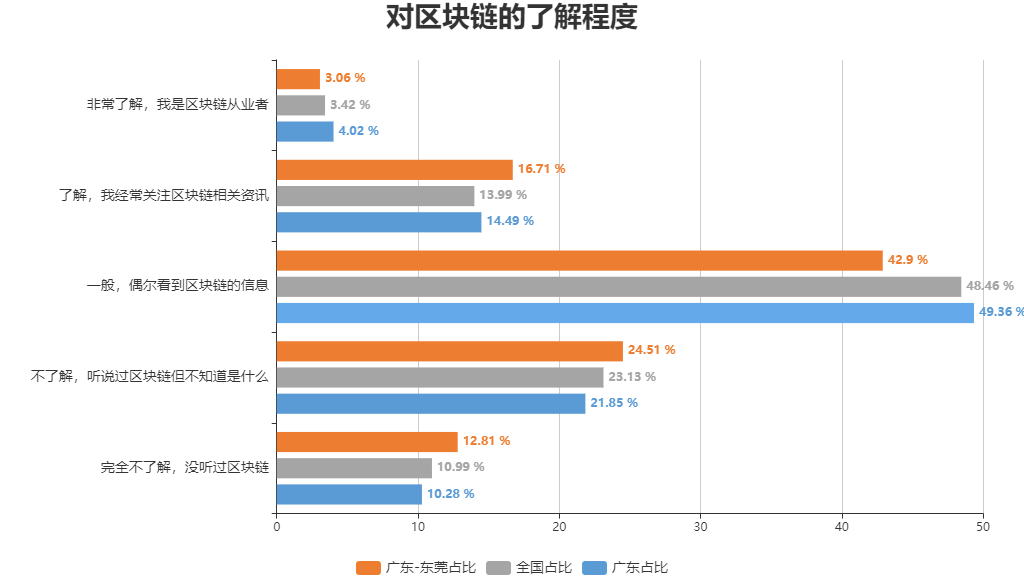 对区块链的了解程度
非常了解，我是区块链从业者
3.06 %
3.42 %
4.02 %
了解，我经常关注区块链相关资讯
16.71 %
13.99 %
14.49 %
一般，偶尔看到区块链的信息
42.9 %
48.46 %
49.36 %
不了解，听说过区块链但不知道是什么
24.51 %
23.13 %
21.85 %
完全不了解，没听过区块链
12.81 %
10.99 %
10.28 %
0 10 20 30 40 50
广东-东莞占比 全国占比 广东占比